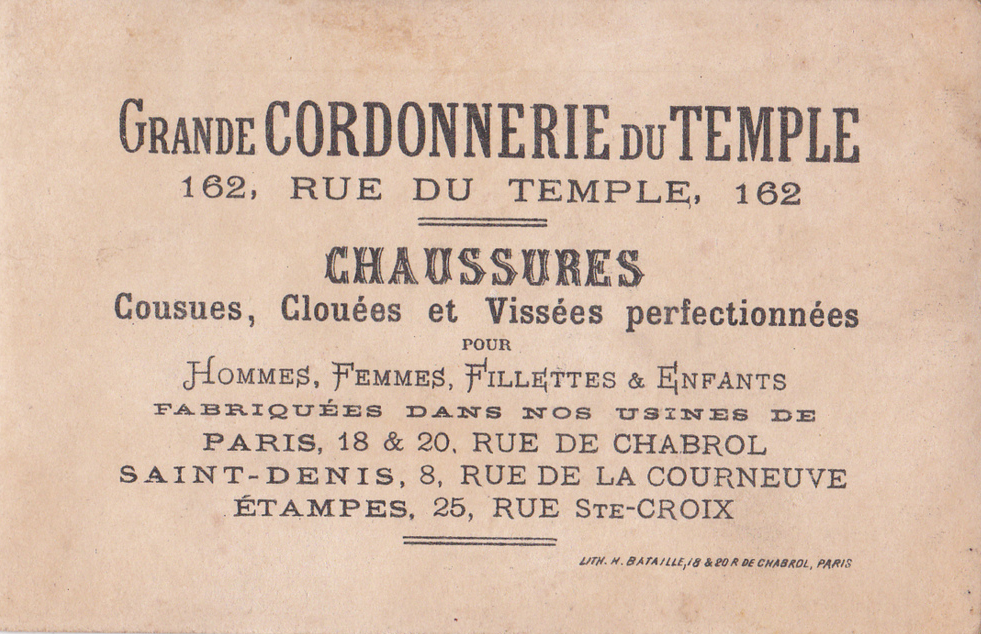 GRANDE CORDONNERIE DU TEMPLE
162, RUE DU TEMPLE, 162
CHAUSSURES
Cousues, Clouées et Vissées perfectionnées
POUR
HOMMES, FEMMES, FILLETTES & ENFANTS
FABRIQUÉES DANS NOS USINES DE
PARIS, 18 & 20, RUE DE CHABROL
SAINT-DENIS, 8, RUE DE LA COURNEUVE
ÉTAMPES, 25, RUE STE-CROIX
LITH. H. BATAILLE, 18 & 20 R DE CHABROL, PARIS